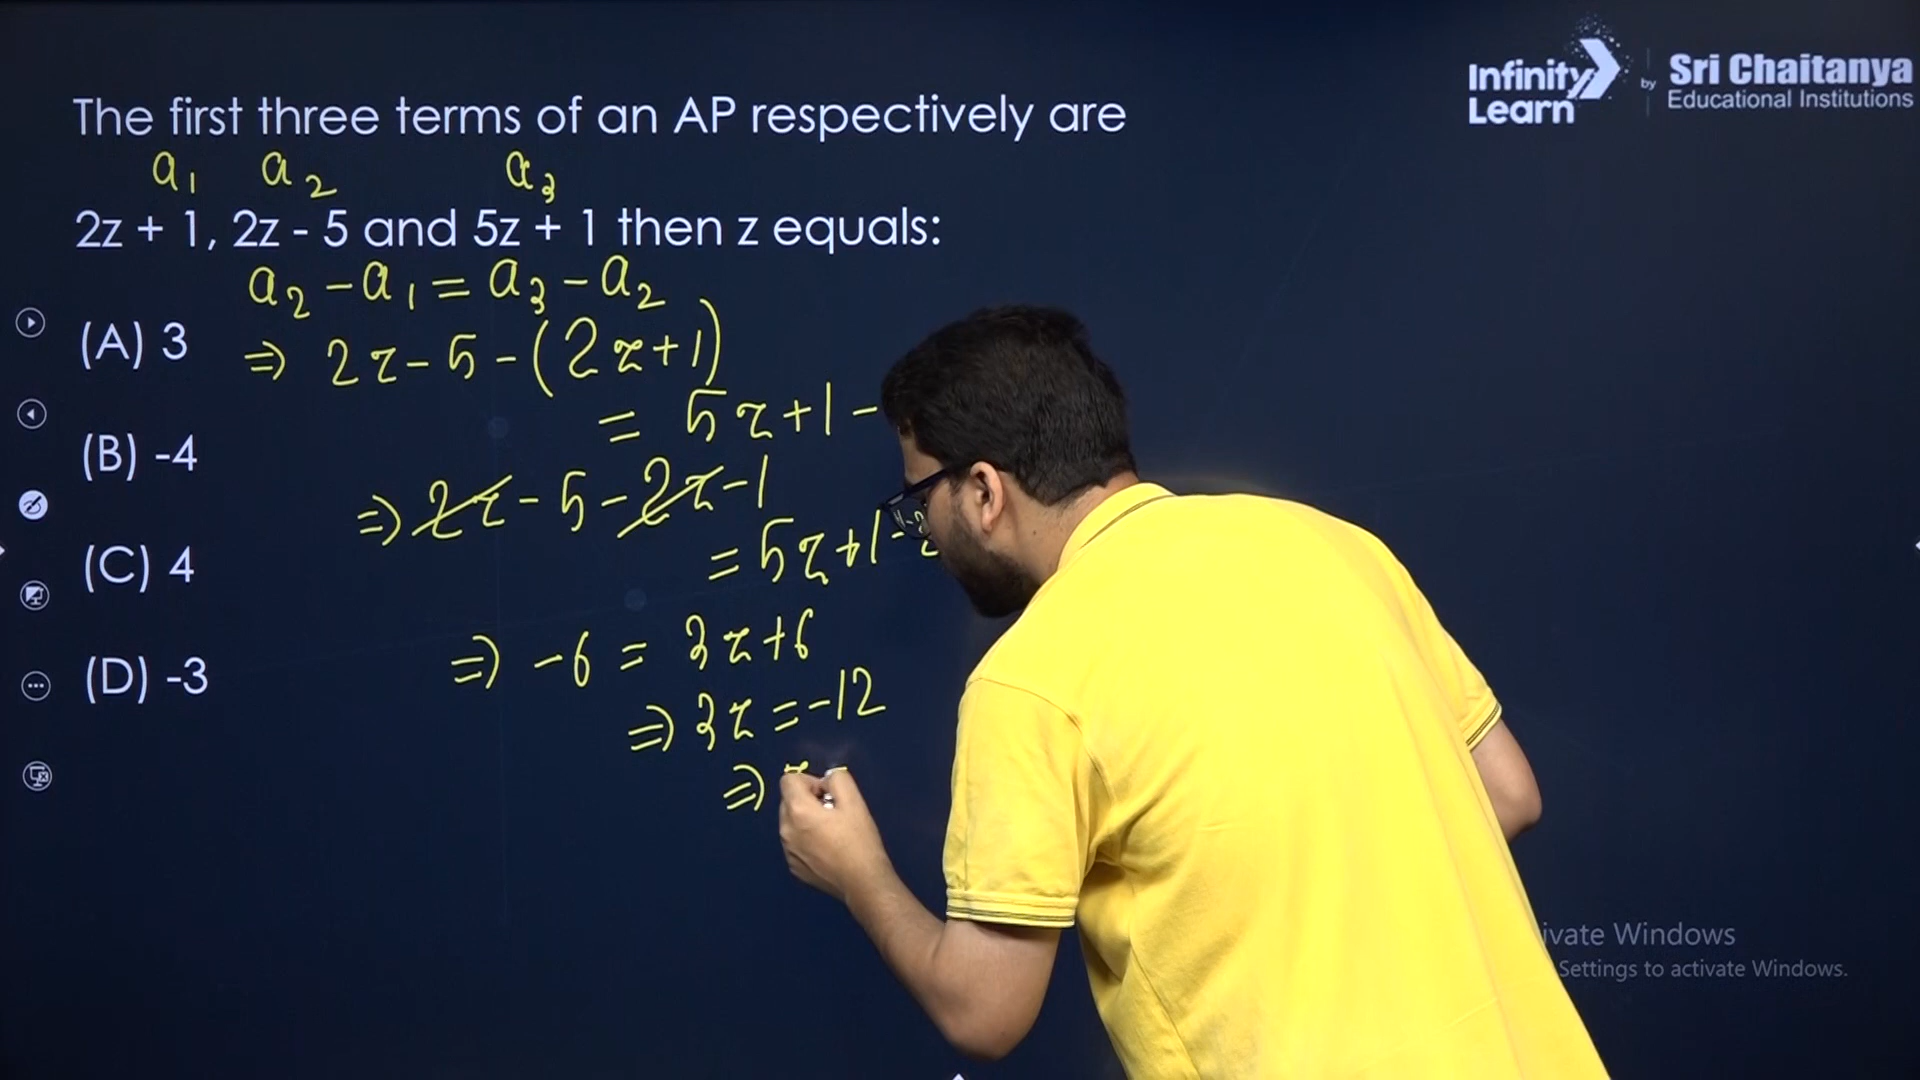 Infinity Learn by Sri Chaitanya Educational Institutions
The first three terms of an AP respectively are
a₁ a₂ a₃
2z + 1, 2z - 5 and 5z + 1 then z equals:
a₂ - a₁ = a₃ - a₂
(A) 3
⇒ 2z - 5 - (2z + 1)
= 5z + 1 -
(B) -4
⇒ 2z - 5 - 2z - 1
= 5z + 1 - 2
(C) 4
⇒ -6 = 3z + 6
(D) -3
⇒ 3z = -12
⇒ z =
Windows
Settings to activate Windows.